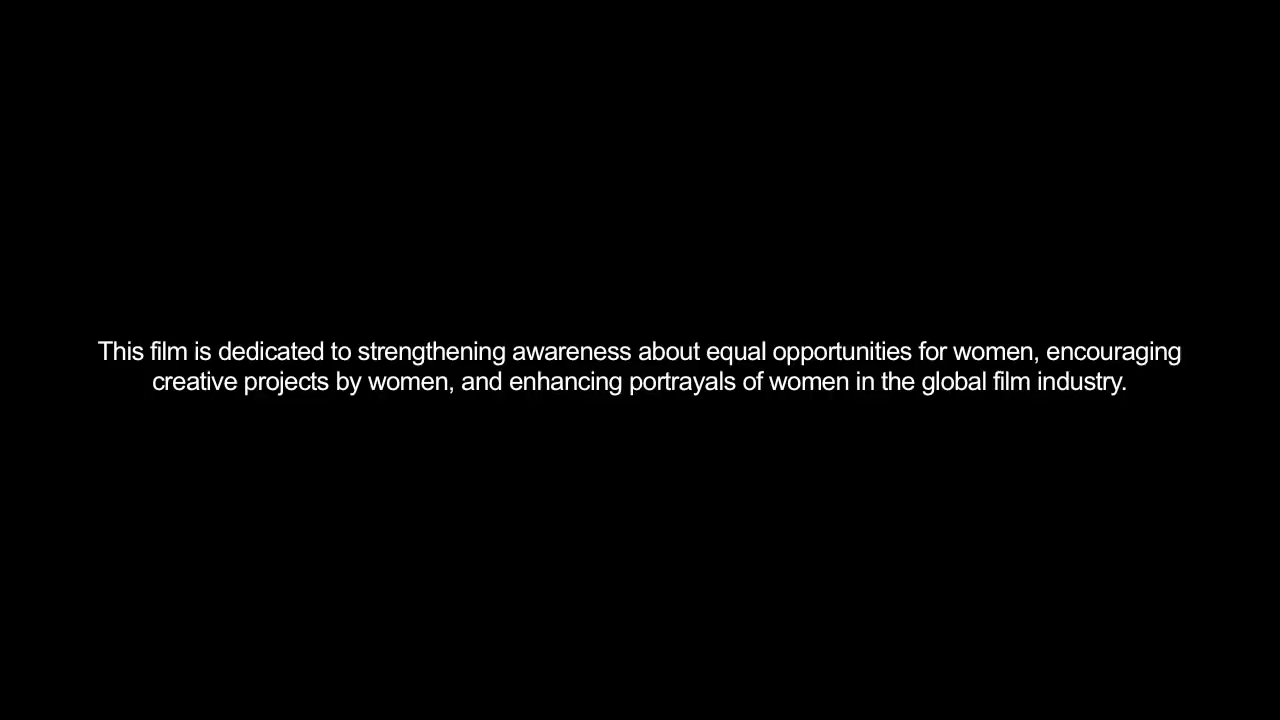 This film is dedicated to strengthening awareness about equal opportunities for women, encouraging
creative projects by women, and enhancing portrayals of women in the global film industry.